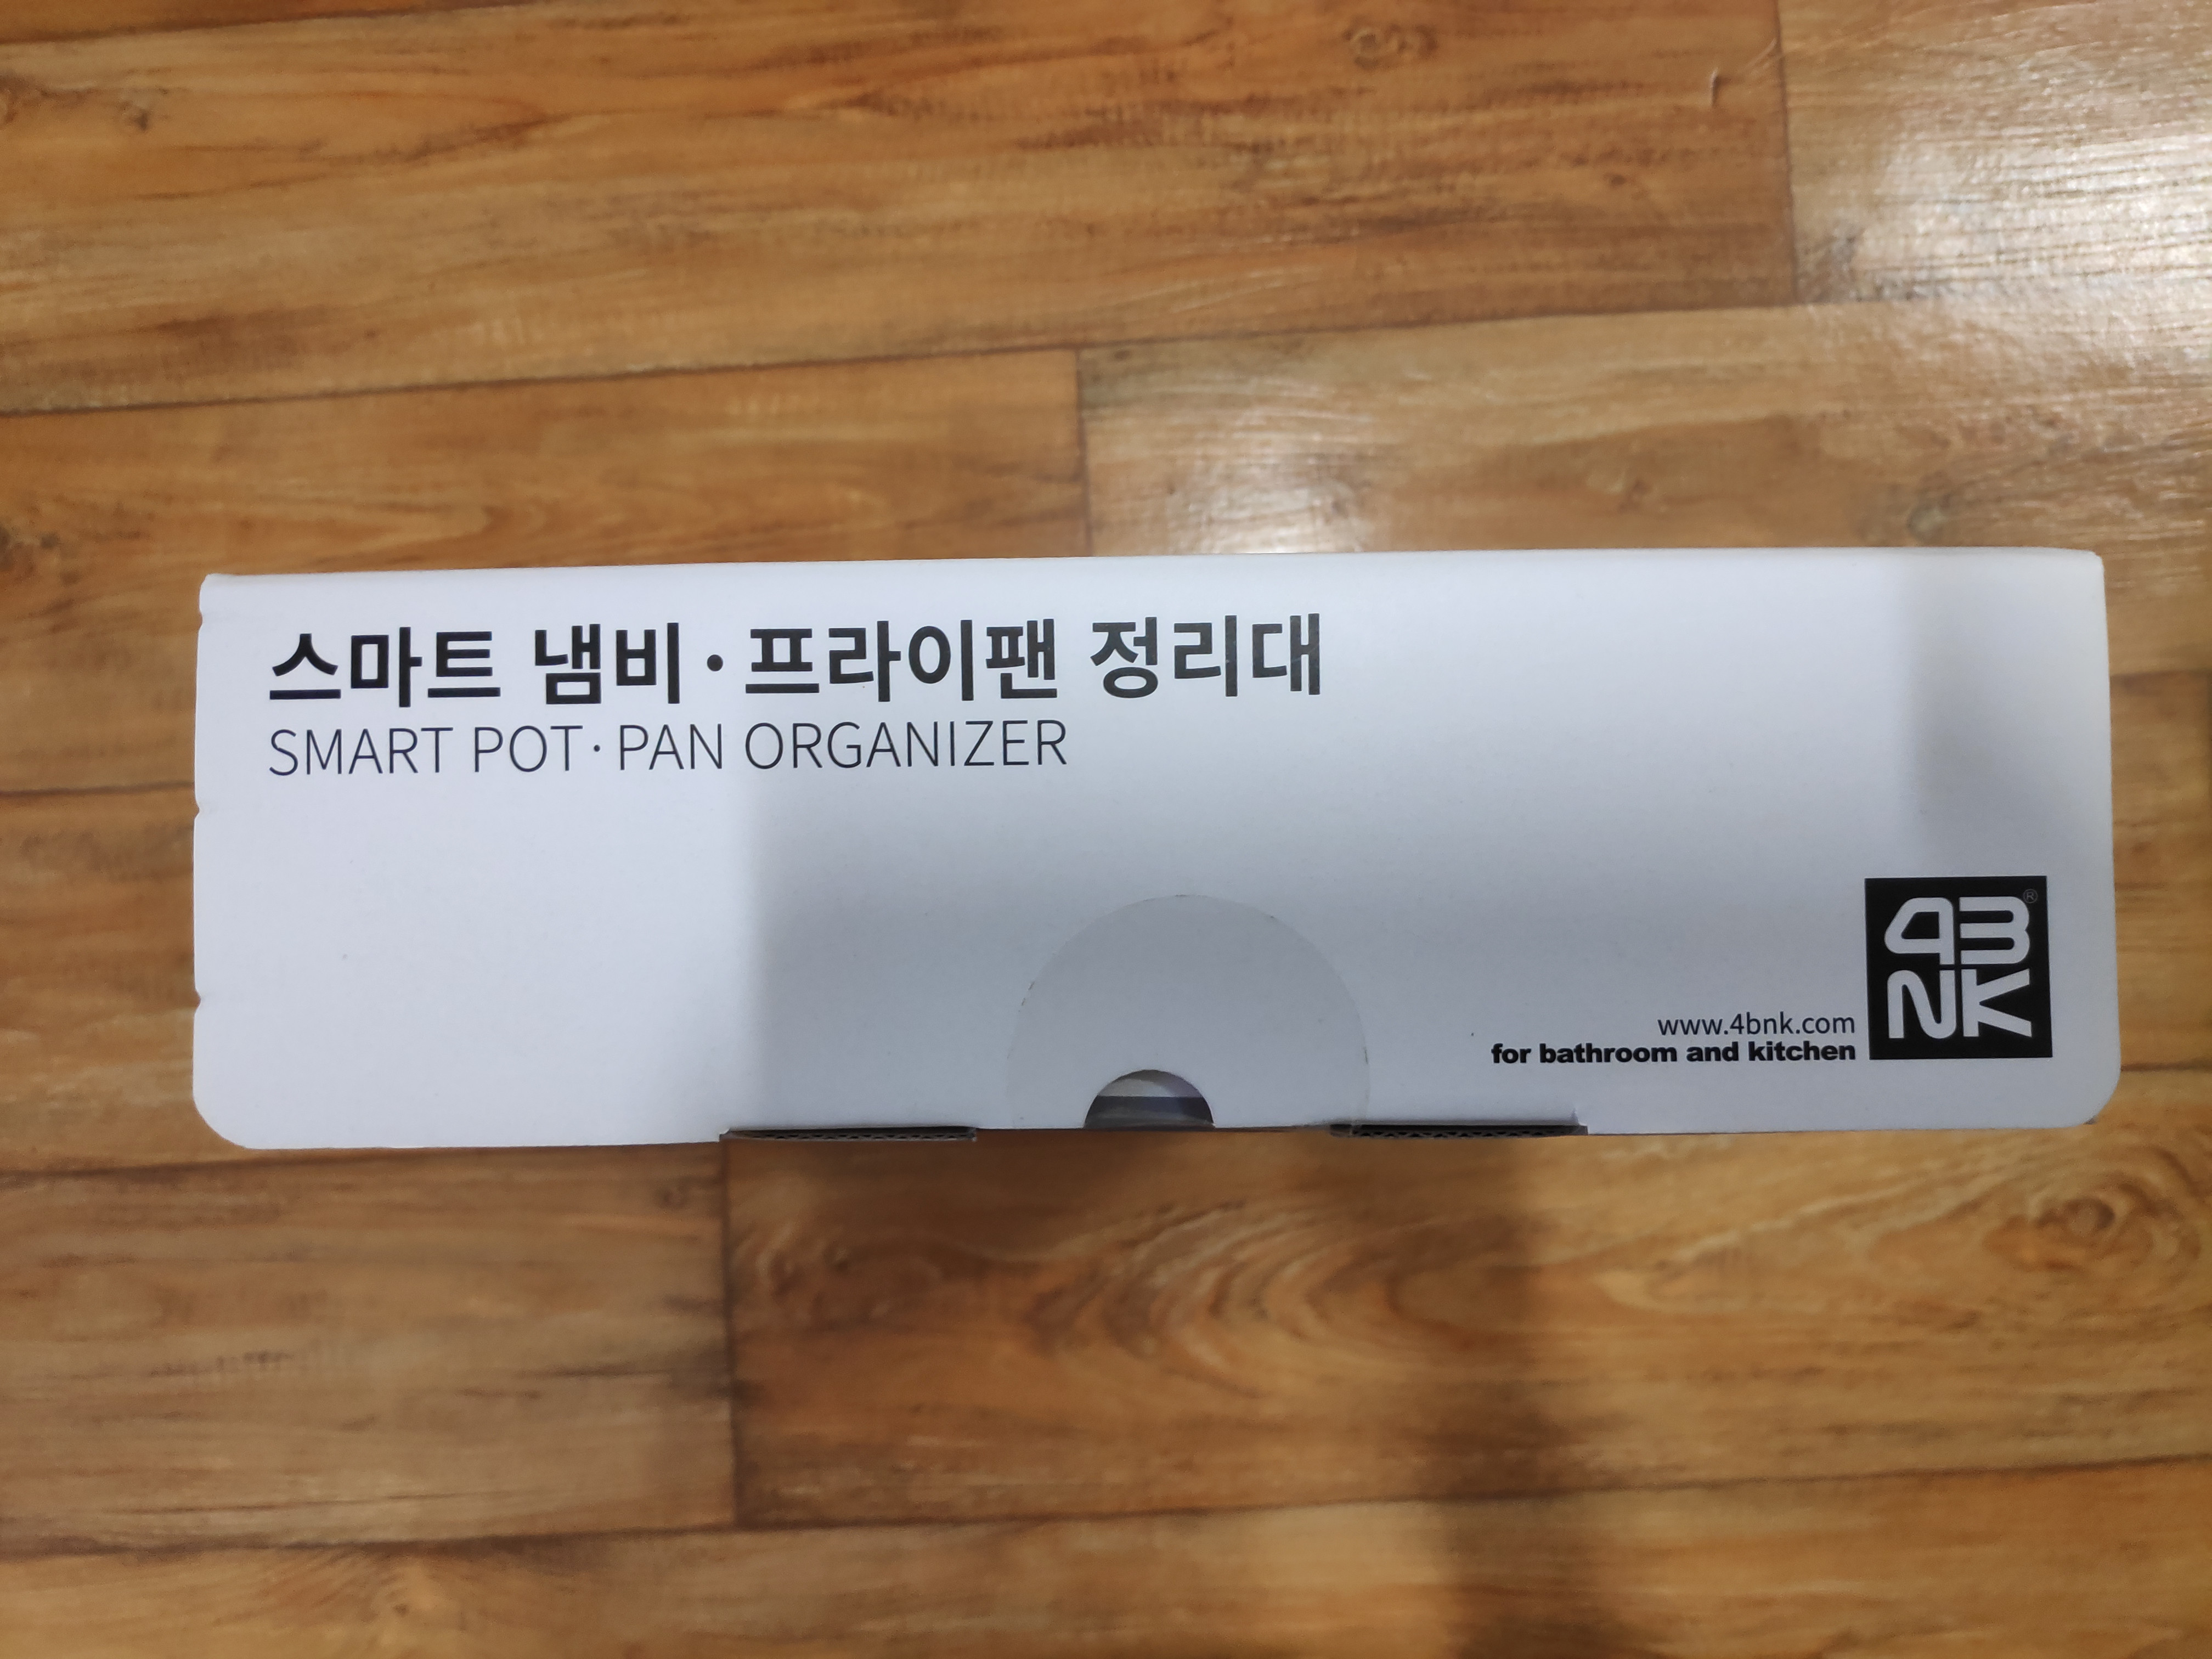 스마트 냄비·프라이팬 정리대
SMART POT·PAN ORGANIZER
www.4bnk.com
for bathroom and kitchen
4B
NK
®